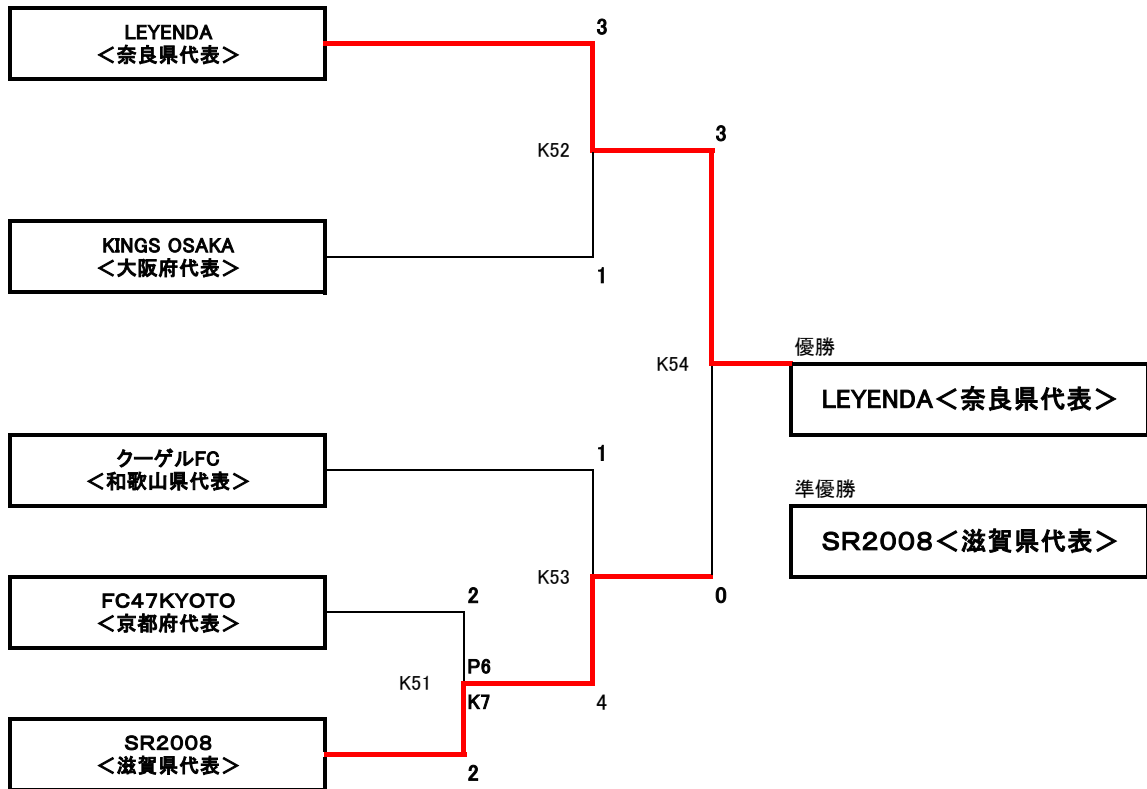 LEYENDA
＜奈良県代表＞
3
K52
3
KINGS OSAKA
＜大阪府代表＞
1
K54
優勝
LEYENDA＜奈良県代表＞
クーゲルFC
＜和歌山県代表＞
1
準優勝
SR2008＜滋賀県代表＞
K53
0
FC47KYOTO
＜京都府代表＞
2
K51
P6
K7
4
SR2008
＜滋賀県代表＞
2